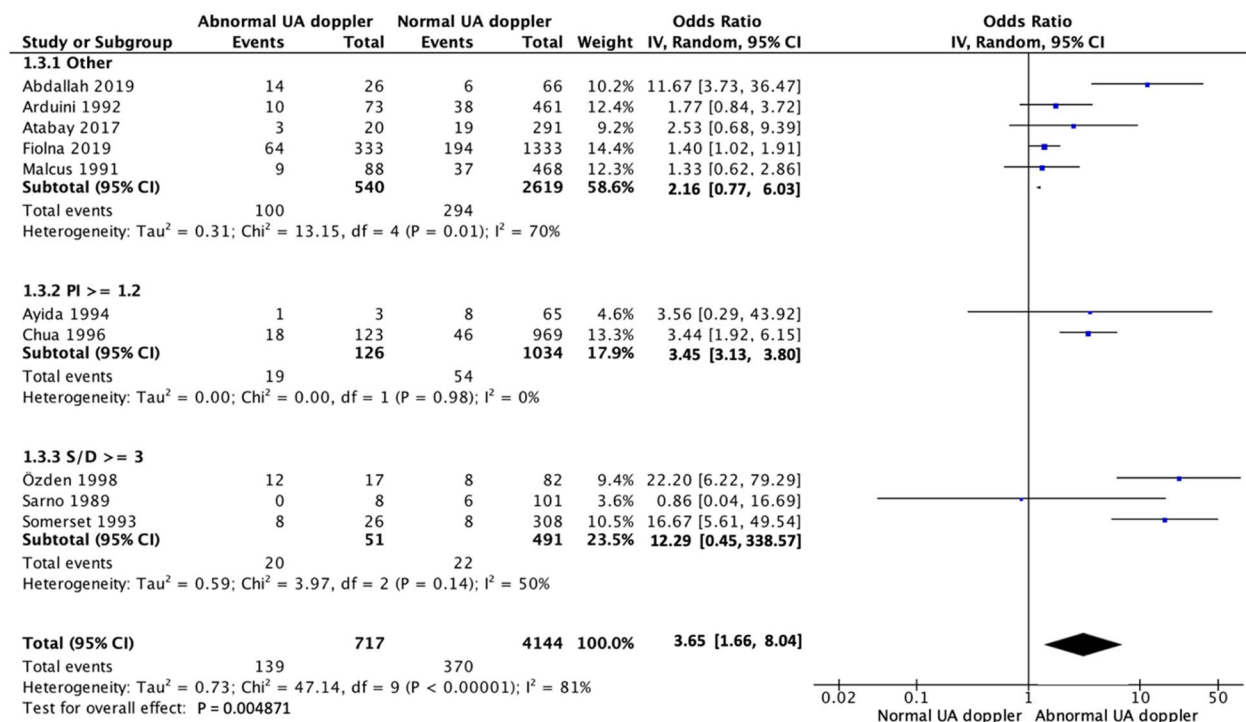 Abnormal UA doppler Normal UA doppler Odds Ratio Odds Ratio
Study or Subgroup Events Total Events Total Weight IV, Random, 95% CI IV, Random, 95% CI
1.3.1 Other
Abdallah 2019 14 26 6 66 10.2% 11.67 [3.73, 36.47]
Arduini 1992 10 73 38 461 12.4% 1.77 [0.84, 3.72]
Atabay 2017 3 20 19 291 9.2% 2.53 [0.68, 9.39]
Fiolna 2019 64 333 194 1333 14.4% 1.40 [1.02, 1.91]
Malcus 1991 9 88 37 468 12.3% 1.33 [0.62, 2.86]
Subtotal (95% CI) 540 2619 58.6% 2.16 [0.77, 6.03]
Total events 100 294
Heterogeneity: Tau² = 0.31; Chi² = 13.15, df = 4 (P = 0.01); I² = 70%
1.3.2 PI >= 1.2
Ayida 1994 1 3 8 65 4.6% 3.56 [0.29, 43.92]
Chua 1996 18 123 46 969 13.3% 3.44 [1.92, 6.15]
Subtotal (95% CI) 126 1034 17.9% 3.45 [3.13, 3.80]
Total events 19 54
Heterogeneity: Tau² = 0.00; Chi² = 0.00, df = 1 (P = 0.98); I² = 0%
1.3.3 S/D >= 3
Özden 1998 12 17 8 82 9.4% 22.20 [6.22, 79.29]
Sarno 1989 0 8 6 101 3.6% 0.86 [0.04, 16.69]
Somerset 1993 8 26 8 308 10.5% 16.67 [5.61, 49.54]
Subtotal (95% CI) 51 491 23.5% 12.29 [0.45, 338.57]
Total events 20 22
Heterogeneity: Tau² = 0.59; Chi² = 3.97, df = 2 (P = 0.14); I² = 50%
Total (95% CI) 717 4144 100.0% 3.65 [1.66, 8.04]
Total events 139 370
Heterogeneity: Tau² = 0.73; Chi² = 47.14, df = 9 (P < 0.00001); I² = 81%
Test for overall effect: P = 0.004871
0.02 0.1 1 10 50
Normal UA doppler Abnormal UA doppler